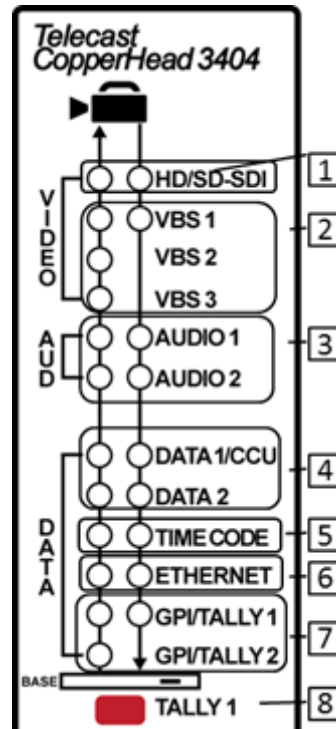 Telecast
CopperHead 3404
VIDEO
HD/SD-SDI
1
VBS 1
2
VBS 2
VBS 3
AUD
AUDIO 1
3
AUDIO 2
DATA
DATA 1/CCU
4
DATA 2
TIME CODE
5
ETHERNET
6
GPI/TALLY 1
7
GPI/TALLY 2
BASE
TALLY 1
8